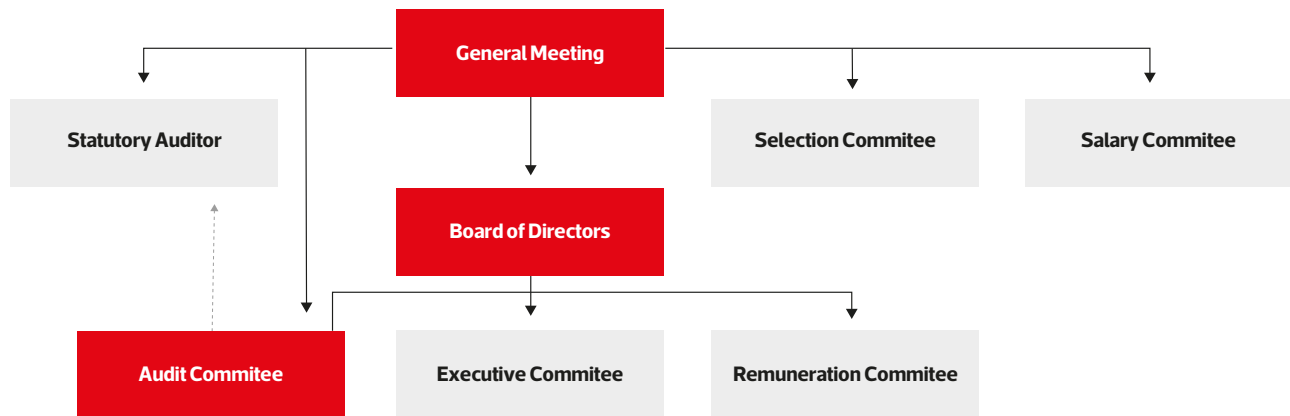 General Meeting
Statutory Auditor
Selection Commitee
Salary Commitee
Board of Directors
Audit Commitee
Executive Commitee
Remuneration Commitee